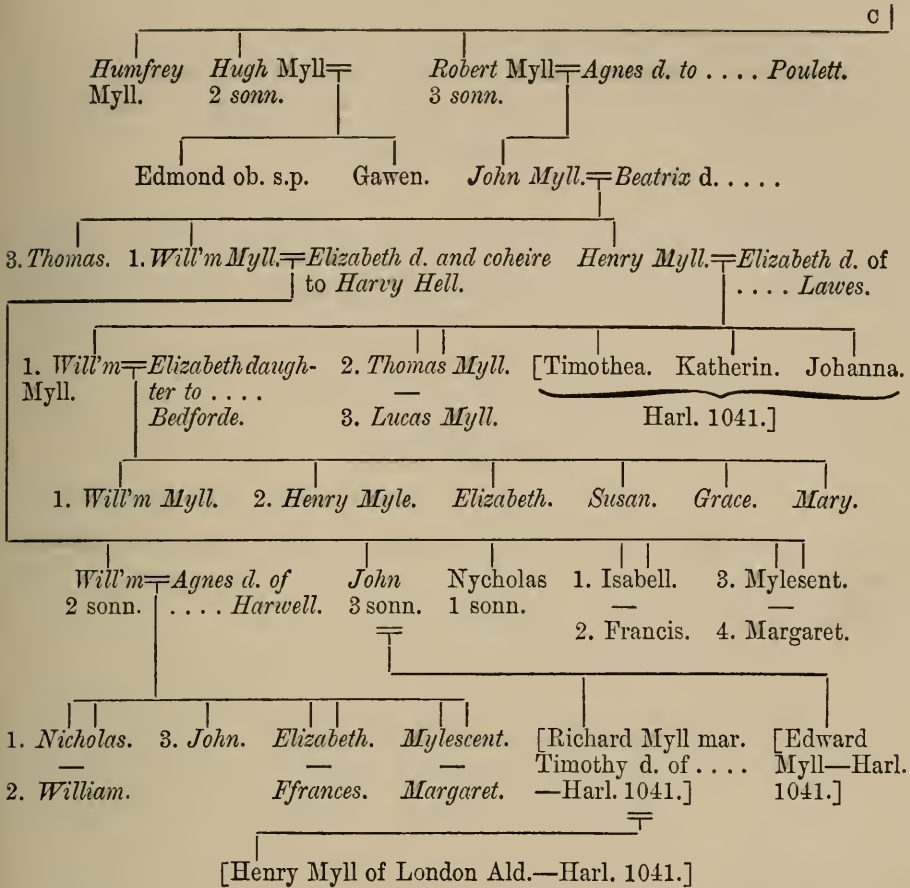 C
Humfrey Hugh Myll Robert Myll Agnes d. to . . . . Poulett.
Myll. 2 sonn. 3 sonn.
Edmond ob. s.p. Gawen. John Myll. Beatrix d. . . . .
3. Thomas. 1. Will'm Myll. Elizabeth d. and coheire Henry Myll. Elizabeth d. of
to Harvy Hell. . . . . Lawes.
1. Will'm Elizabeth daugh- 2. Thomas Myll. [Timothea. Katherin. Johanna.
Myll. ter to . . . . —
Bedforde. 3. Lucas Myll. Harl. 1041.]
1. Will'm Myll. 2. Henry Myle. Elizabeth. Susan. Grace. Mary.
Will'm Agnes d. of John Nycholas 1. Isabell. 3. Mylesent.
2 sonn. . . . . Harwell. 3 sonn. 1 sonn. — —
2. Francis. 4. Margaret.
1. Nicholas. 3. John. Elizabeth. Mylescent. [Richard Myll mar. [Edward
— — — Timothy d. of . . . . Myll—Harl.
2. William. Ffrances. Margaret. —Harl. 1041.] 1041.]
[Henry Myll of London Ald.—Harl. 1041.]